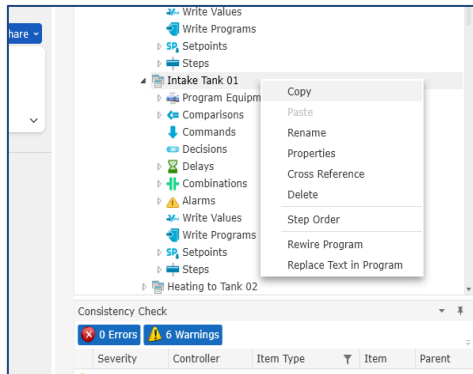 Write Values
hare
Write Programs
SP, Setpoints
Steps
Intake Tank 01
Program Equipm
Comparisons
Commands
Decisions
Delays
Combinations
Alarms
Write Values
Write Programs
SP, Setpoints
Steps
Heating to Tank 02
Copy
Paste
Rename
Properties
Cross Reference
Delete
Step Order
Rewire Program
Replace Text in Program
Consistency Check
0 Errors 6 Warnings
Severity Controller Item Type Item Parent